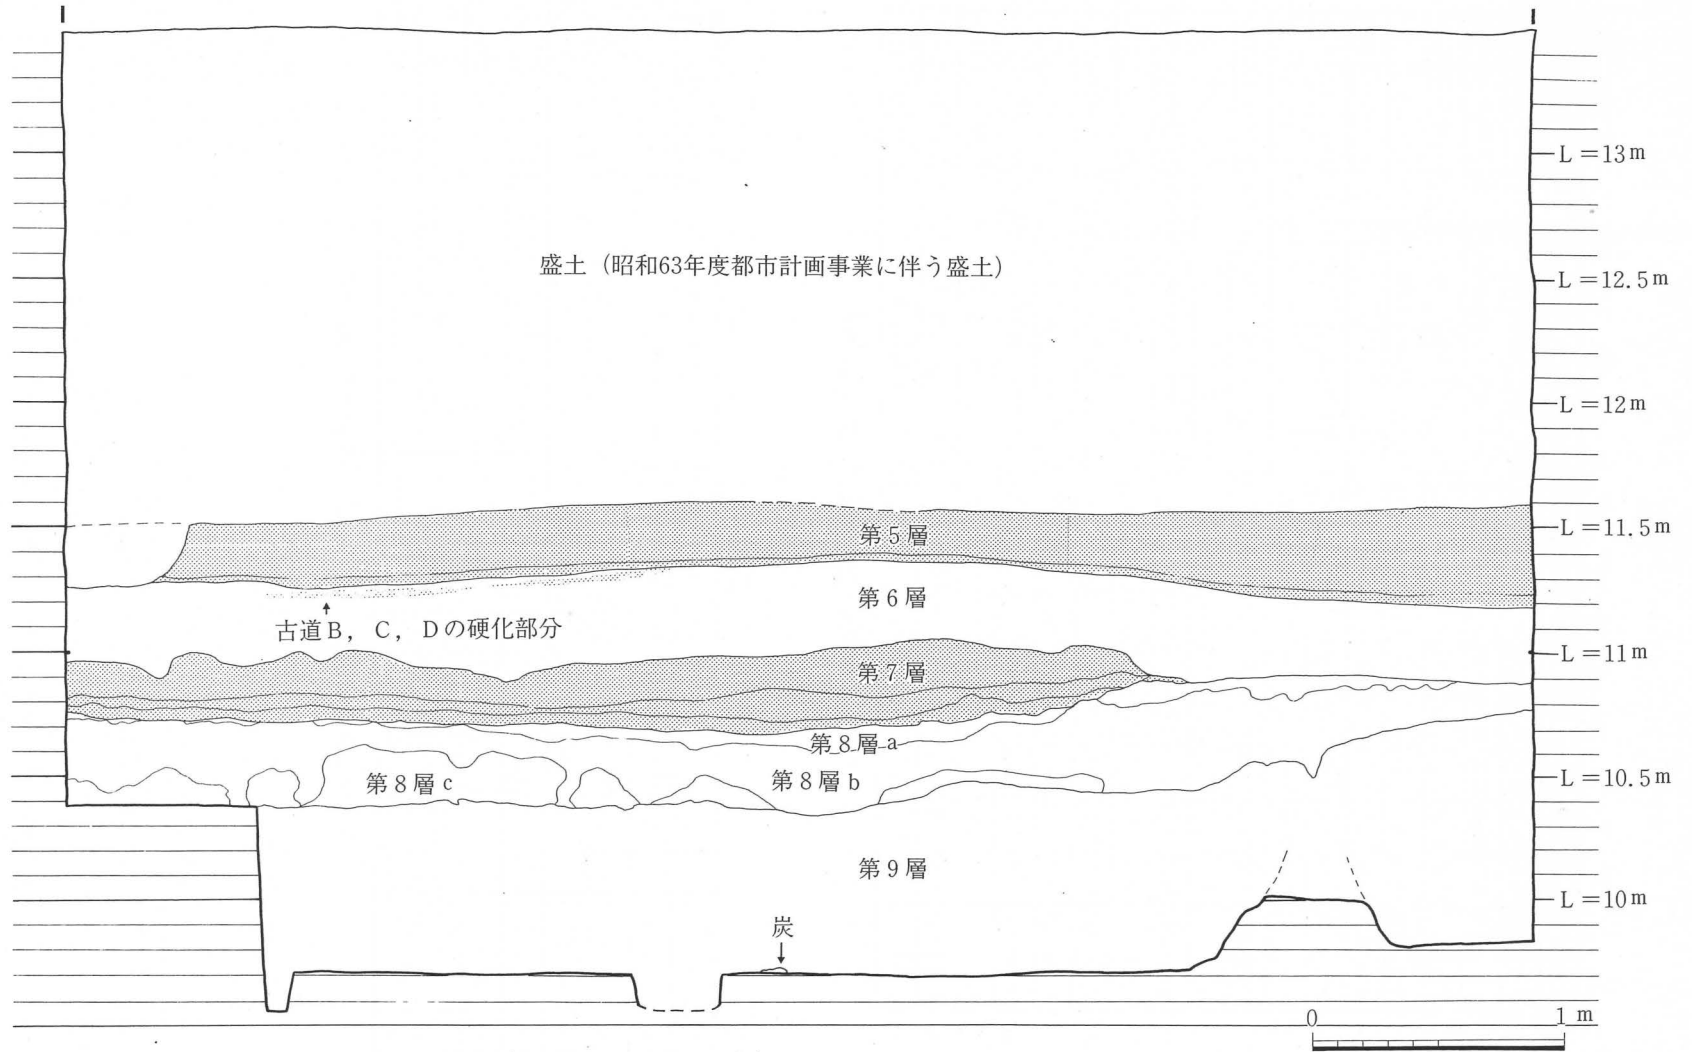 L＝13m
盛土（昭和63年度都市計画事業に伴う盛土）
L＝12.5m
L＝12m
第5層
L＝11.5m
第6層
古道B，C，Dの硬化部分
L＝11m
第7層
第8層a
第8層c
第8層b
L＝10.5m
第9層
L＝10m
炭
0
1m